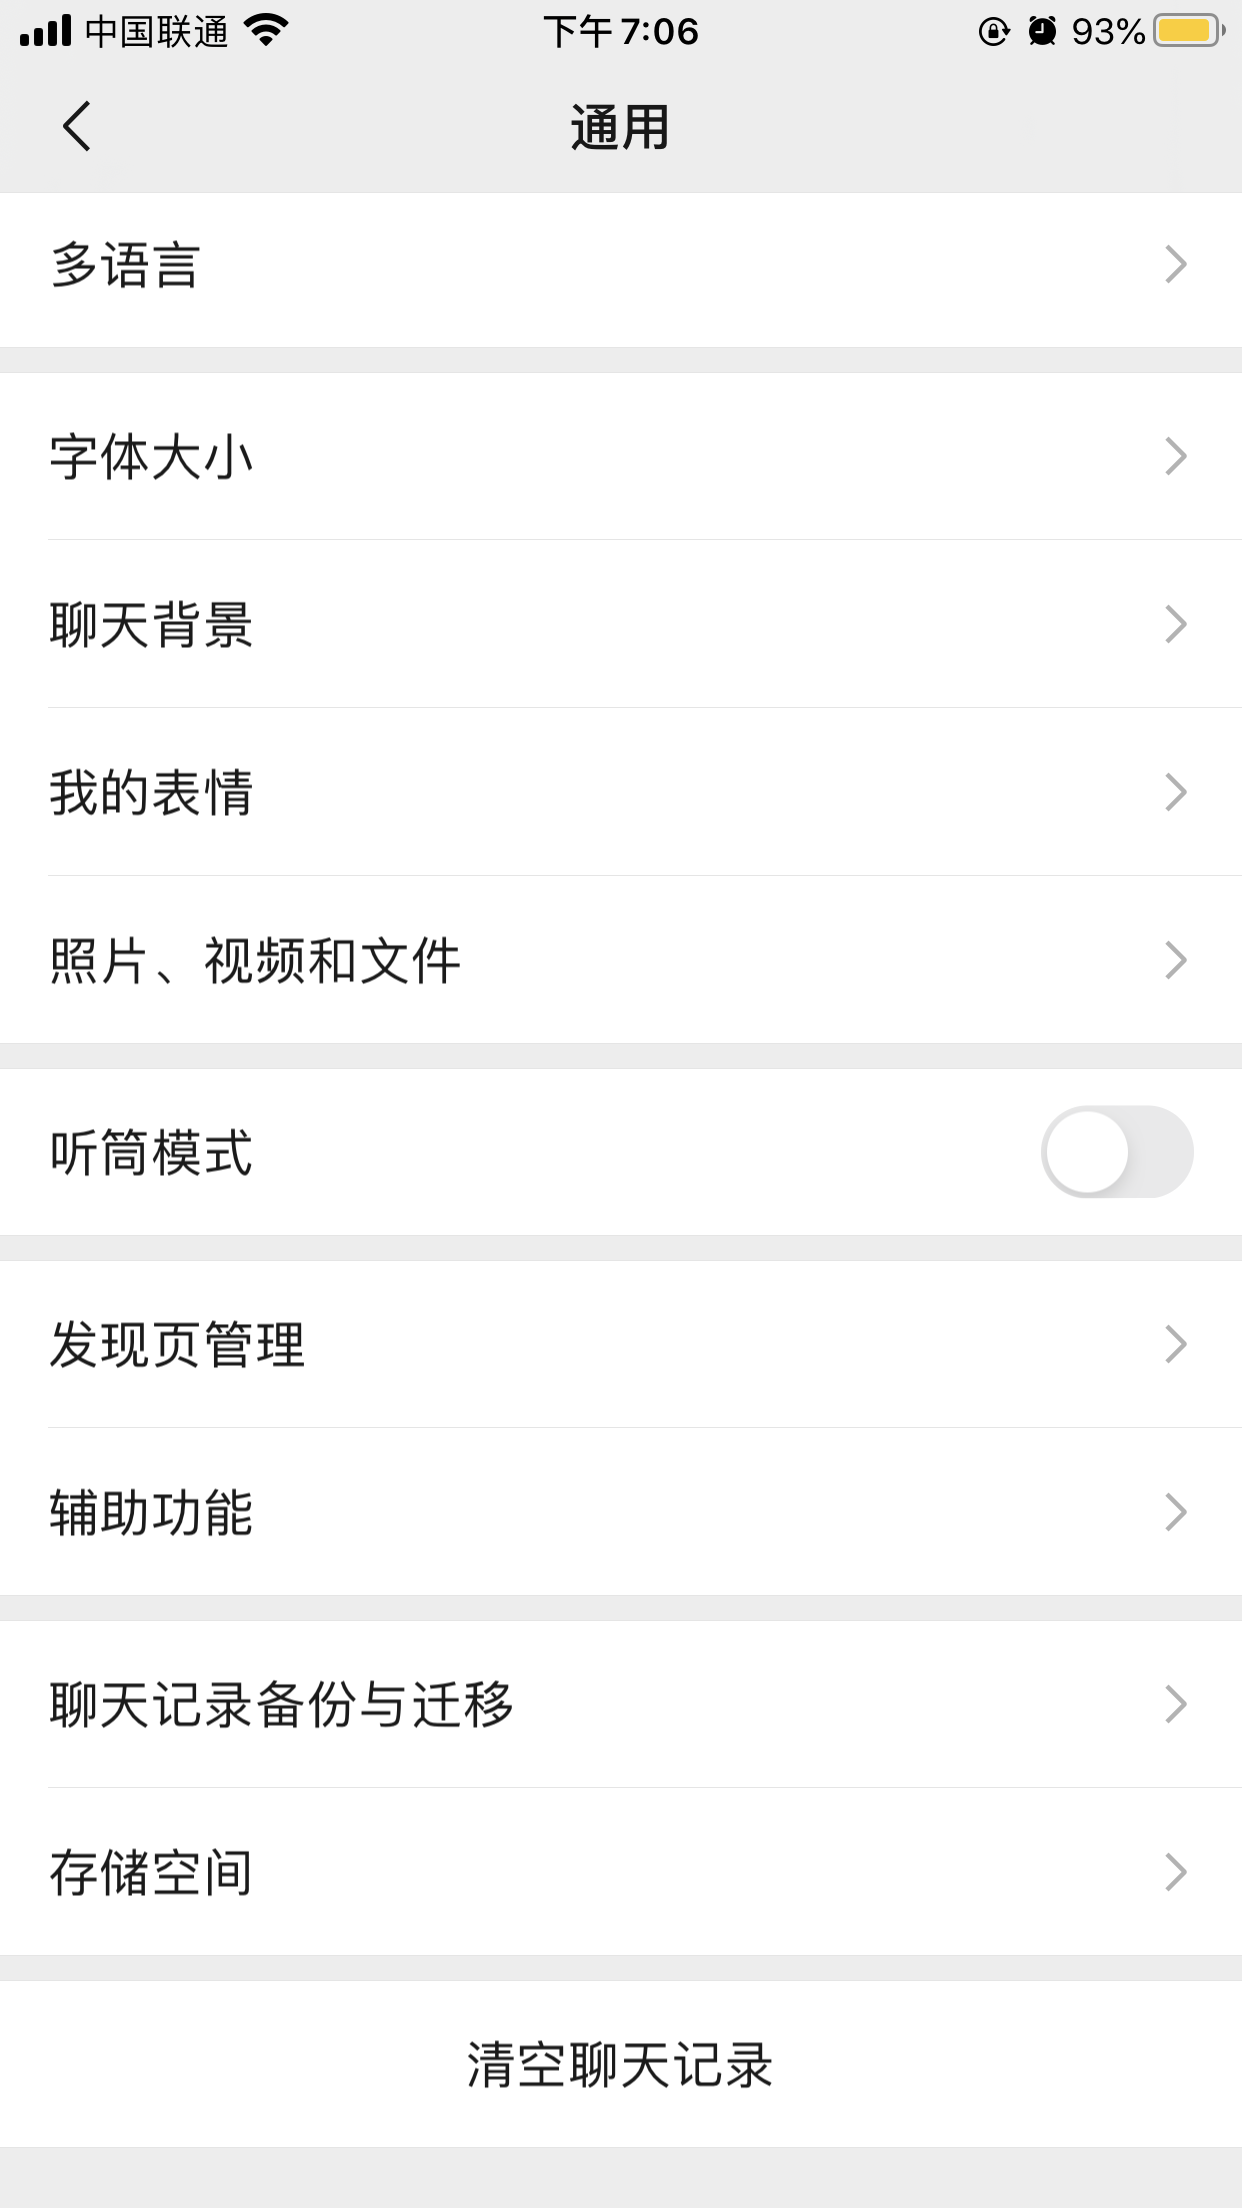 中国联通 下午 7:06 93%
通用
多语言
字体大小
聊天背景
我的表情
照片、视频和文件
听筒模式
发现页管理
辅助功能
聊天记录备份与迁移
存储空间
清空聊天记录